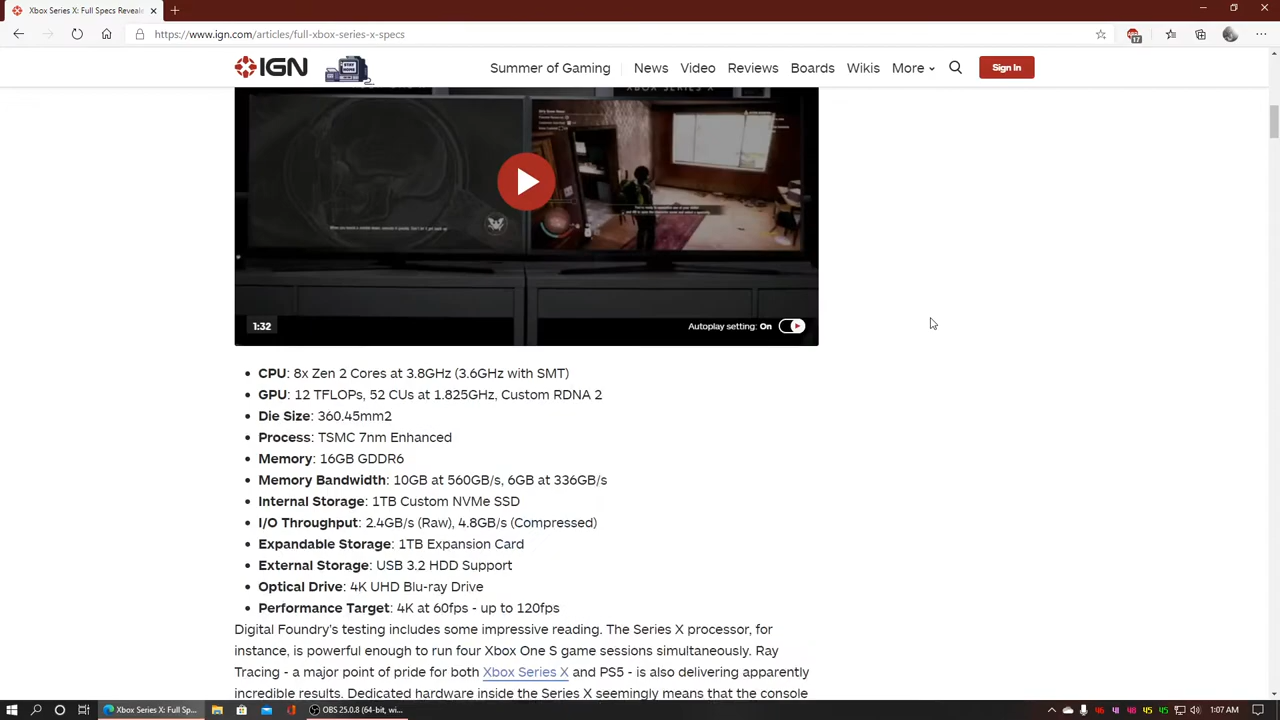 Xbox Series X: Full Specs Reveale
https://www.ign.com/articles/full-xbox-series-x-specs
17
IGN
Summer of Gaming
News
Video
Reviews
Boards
Wikis
More
Sign In
XBOX SERIES X
1:32
Autoplay setting: On
CPU: 8x Zen 2 Cores at 3.8GHz (3.6GHz with SMT)
GPU: 12 TFLOPs, 52 CUs at 1.825GHz, Custom RDNA 2
Die Size: 360.45mm2
Process: TSMC 7nm Enhanced
Memory: 16GB GDDR6
Memory Bandwidth: 10GB at 560GB/s, 6GB at 336GB/s
Internal Storage: 1TB Custom NVMe SSD
I/O Throughput: 2.4GB/s (Raw), 4.8GB/s (Compressed)
Expandable Storage: 1TB Expansion Card
External Storage: USB 3.2 HDD Support
Optical Drive: 4K UHD Blu-ray Drive
Performance Target: 4K at 60fps - up to 120fps
Digital Foundry's testing includes some impressive reading. The Series X processor, for
instance, is powerful enough to run four Xbox One S game sessions simultaneously. Ray
Tracing - a major point of pride for both Xbox Series X and PS5 - is also delivering apparently
incredible results. Dedicated hardware inside the Series X seemingly means that the console
Xbox Series X: Full Sp...
OBS 25.0.8 (64-bit, wi...
1:07 AM